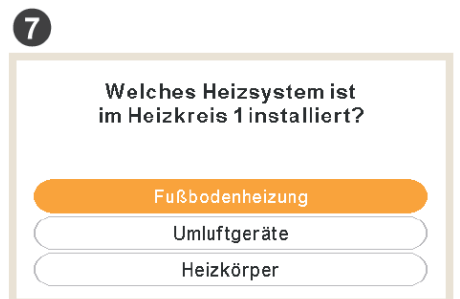 7
Welches Heizsystem ist
im Heizkreis 1 installiert?
Fußbodenheizung
Umluftgeräte
Heizkörper